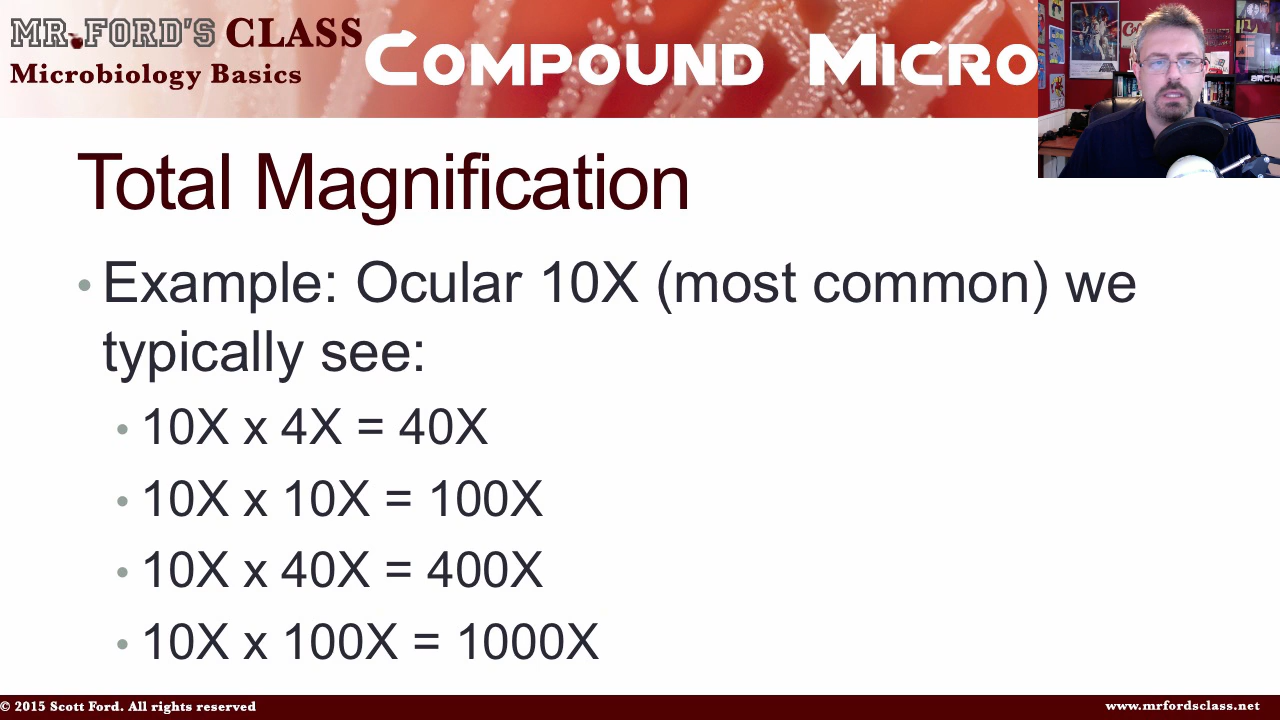 MR. FORD'S CLASS
Microbiology Basics
COMPOUND MICRO
Total Magnification
• Example: Ocular 10X (most common) we
typically see:
• 10X x 4X = 40X
• 10X x 10X = 100X
• 10X x 40X = 400X
• 10X x 100X = 1000X
© 2015 Scott Ford. All rights reserved
www.mrfordsclass.net